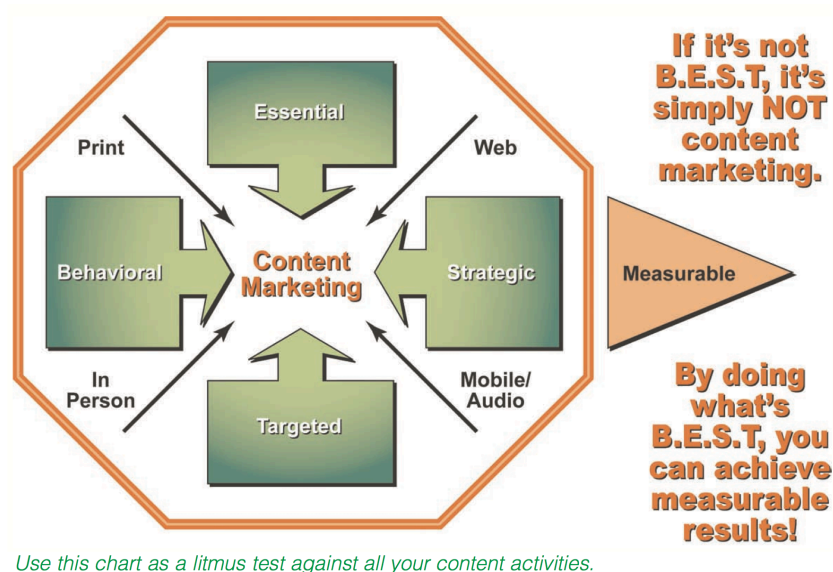 If it's not
B.E.S.T, it's
simply NOT
content
marketing.
Essential
Print
Web
Behavioral
Content
Marketing
Strategic
Measurable
In
Person
Mobile/
Audio
Targeted
By doing
what's
B.E.S.T, you
can achieve
measurable
results!
Use this chart as a litmus test against all your content activities.